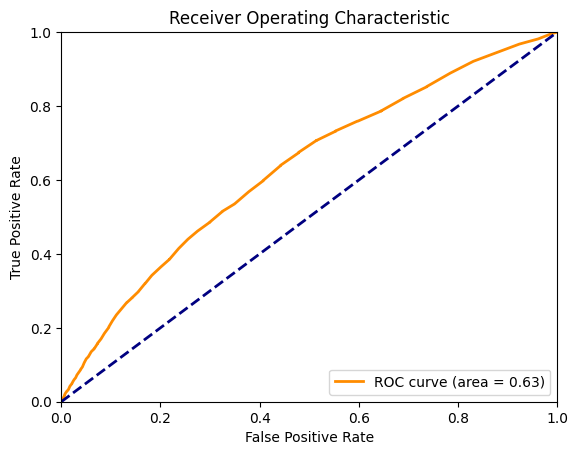 Receiver Operating Characteristic
1.0
0.8
0.6
0.4
0.2
0.0
True Positive Rate
ROC curve (area = 0.63)
0.0 0.2 0.4 0.6 0.8 1.0
False Positive Rate